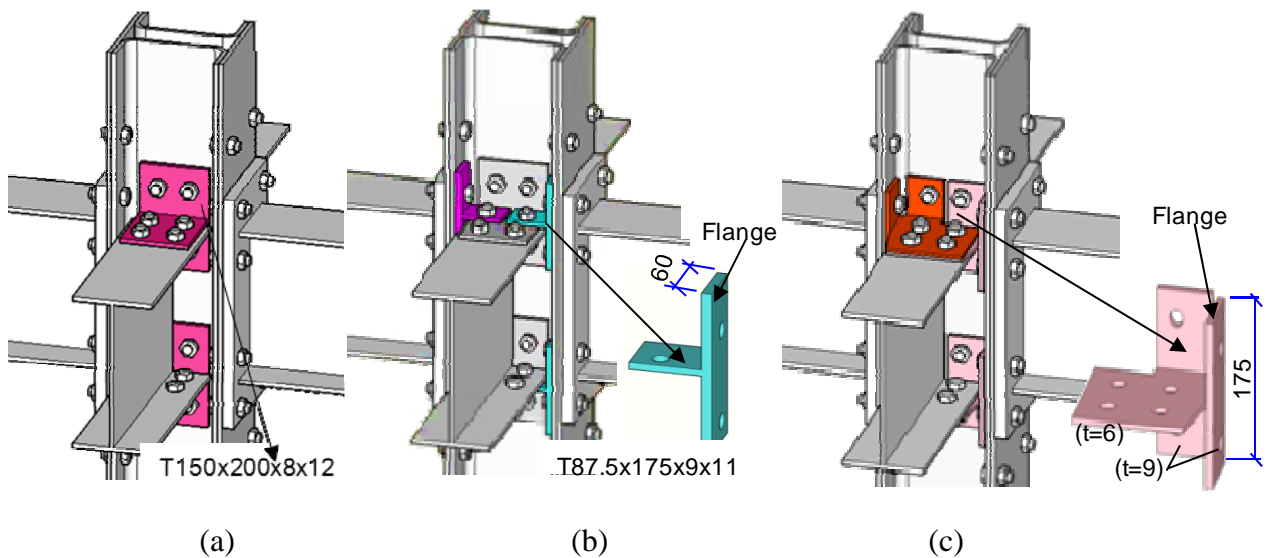 T150x200x8x12
Flange
60
T87.5x175x9x11
Flange
175
(t=6)
(t=9)
(a)
(b)
(c)